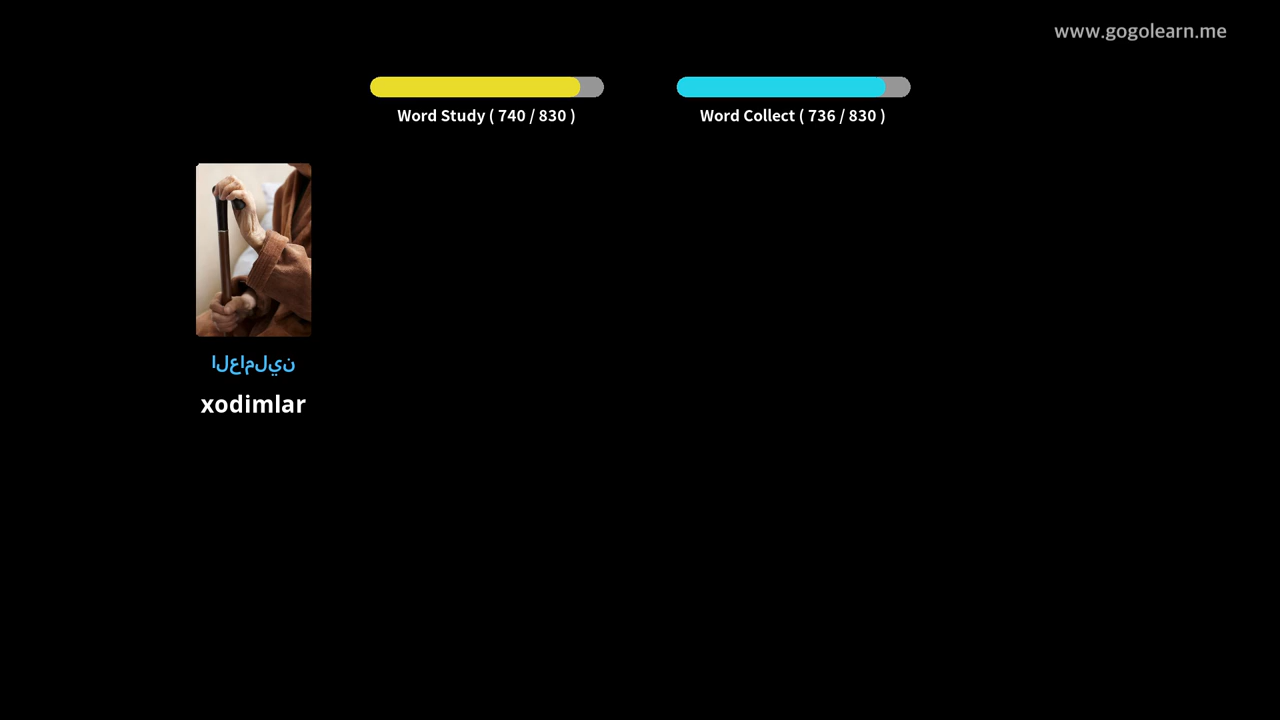 www.gogolearn.me
Word Study ( 740 / 830 )
Word Collect ( 736 / 830 )
العاملين
xodimlar